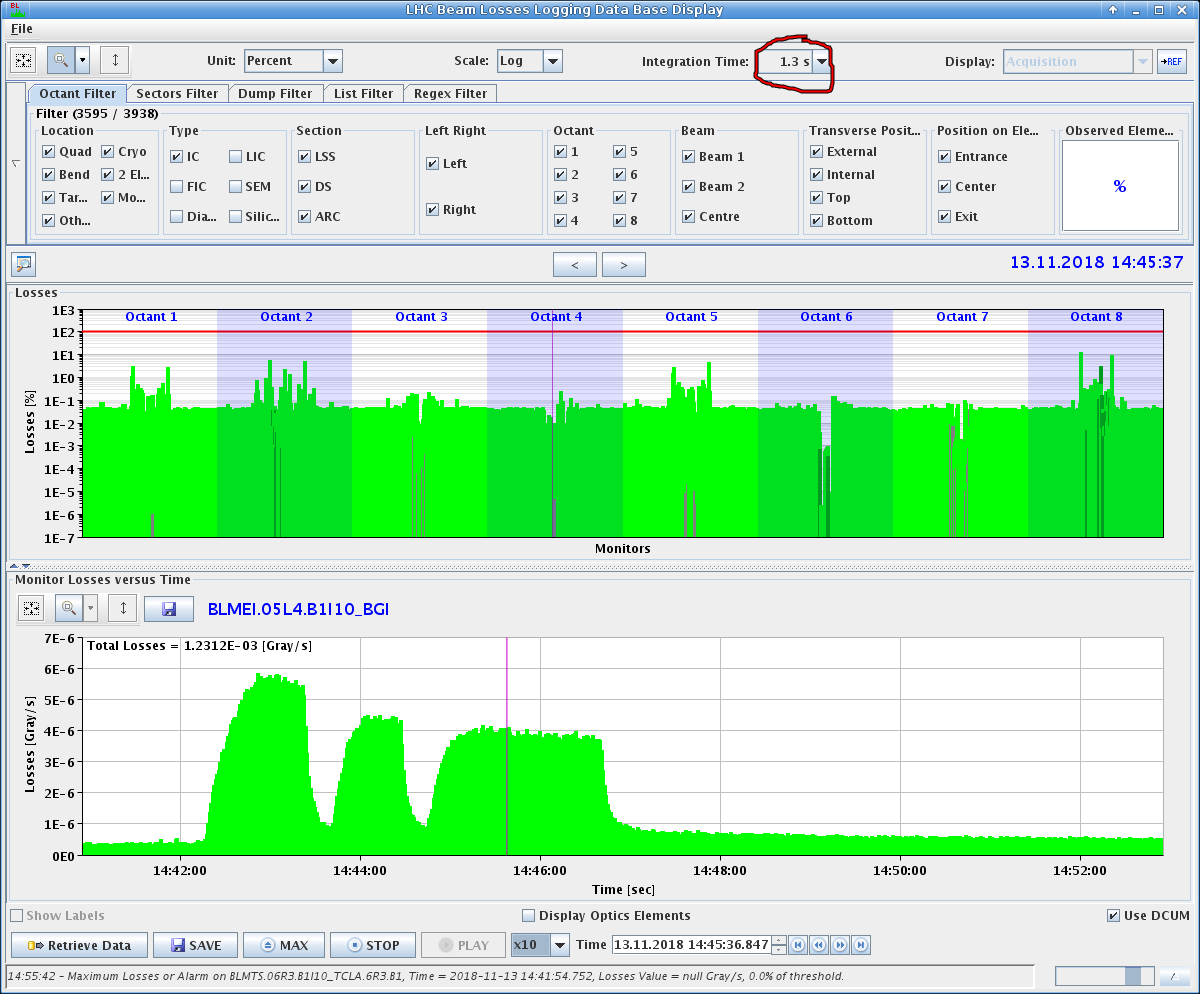 BL
LHC Beam Losses Logging Data Base Display
File
Unit: Percent Scale: Log Integration Time: 1.3 s Display: Acquisition →REF
Octant Filter Sectors Filter Dump Filter List Filter Regex Filter
Filter (3595 / 3938)
Location Type Section Left Right Octant Beam Transverse Posit... Position on Ele... Observed Eleme...
Quad Cryo IC LIC LSS Left 1 5 Beam 1 External Entrance
Bend 2 El... FIC SEM DS Right 2 6 Beam 2 Internal Center %
Tar... Mo... Dia... Silic... ARC 3 7 Centre Top Exit
Oth... 4 8 Bottom
< > 13.11.2018 14:45:37
Losses
Octant 1 Octant 2 Octant 3 Octant 4 Octant 5 Octant 6 Octant 7 Octant 8
1E3
1E2
1E1
1E0
1E-1
1E-2
1E-3
1E-4
1E-5
1E-6
1E-7
Losses [%]
Monitors
Monitor Losses versus Time
BLMEI.05L4.B1I10_BGI
Total Losses = 1.2312E-03 [Gray/s]
7E-6
6E-6
5E-6
4E-6
3E-6
2E-6
1E-6
0E0
Losses [Gray/s]
14:42:00 14:44:00 14:46:00 14:48:00 14:50:00 14:52:00
Time [sec]
Show Labels Display Optics Elements Use DCUM
Retrieve Data SAVE MAX STOP PLAY x10 Time 13.11.2018 14:45:36.847
14:55:42 - Maximum Losses or Alarm on BLMTS.06R3.B1I10_TCLA.6R3.B1, Time = 2018-11-13 14:41:54.752, Losses Value = null Gray/s, 0.0% of threshold.